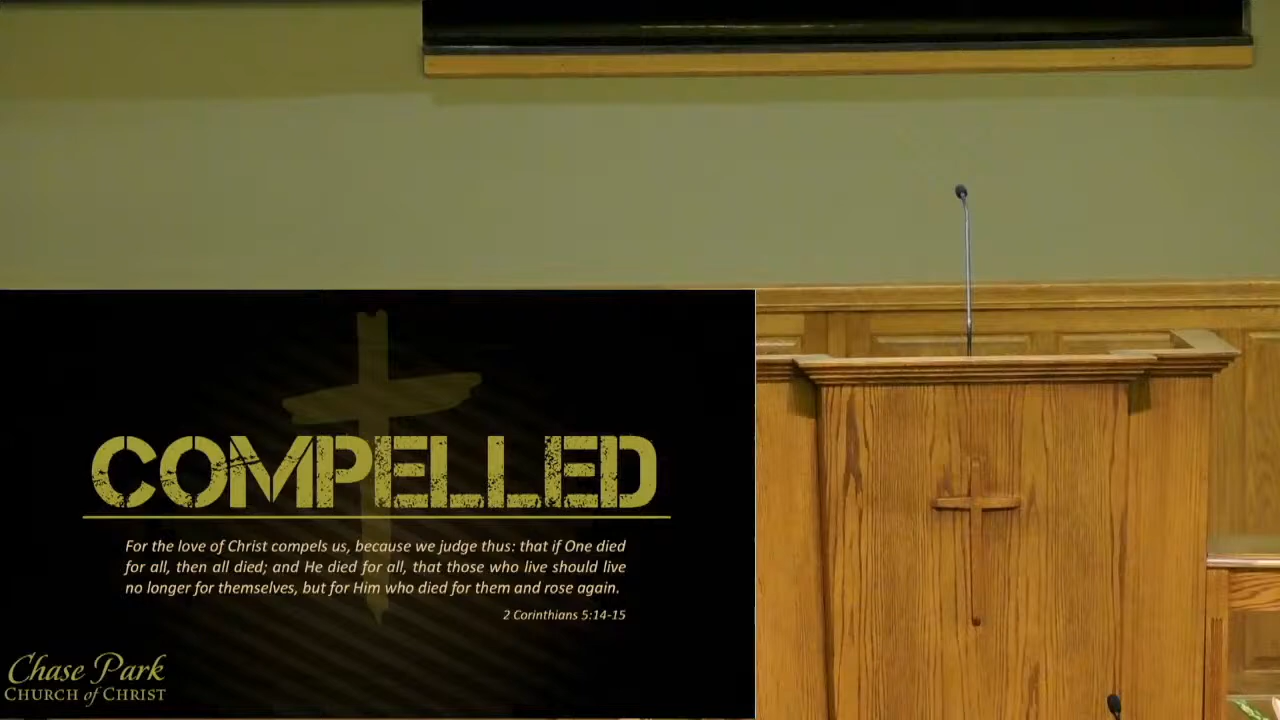 COMPELLED
For the love of Christ compels us, because we judge thus: that if One died
for all, then all died; and He died for all, that those who live should live
no longer for themselves, but for Him who died for them and rose again.
2 Corinthians 5:14-15
Chase Park
CHURCH of CHRIST